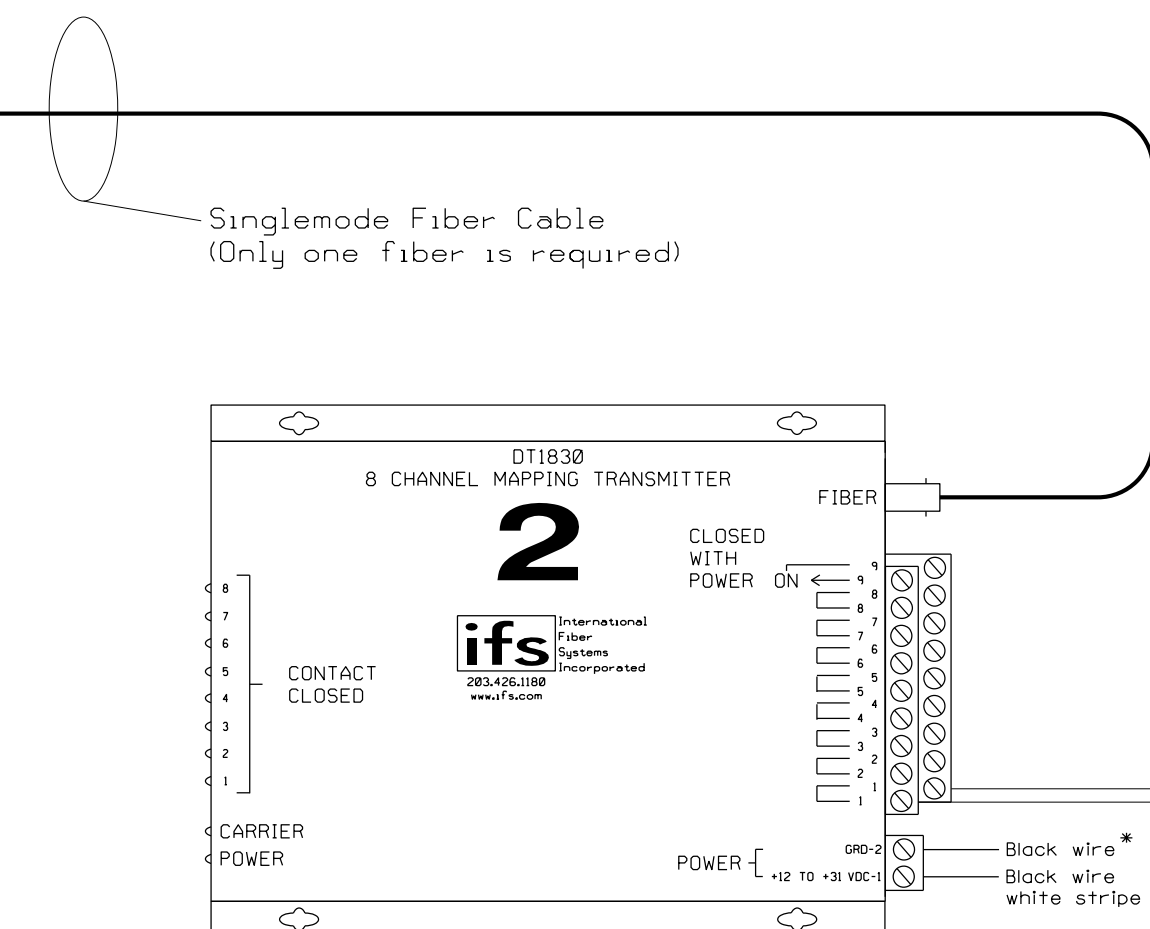 Singlemode Fiber Cable
(Only one fiber is required)
DT1830
8 CHANNEL MAPPING TRANSMITTER
2
FIBER
CLOSED
WITH
POWER ON
ifs
International
Fiber
Systems
Incorporated
203.426.1180
www.ifs.com
8
7
6
5
4
3
2
1
CONTACT
CLOSED
CARRIER
POWER
9
9
8
8
7
7
6
6
5
5
4
4
3
3
2
2
1
1
POWER
GRD-2
+12 TO +31 VDC-1
Black wire*
Black wire
white stripe